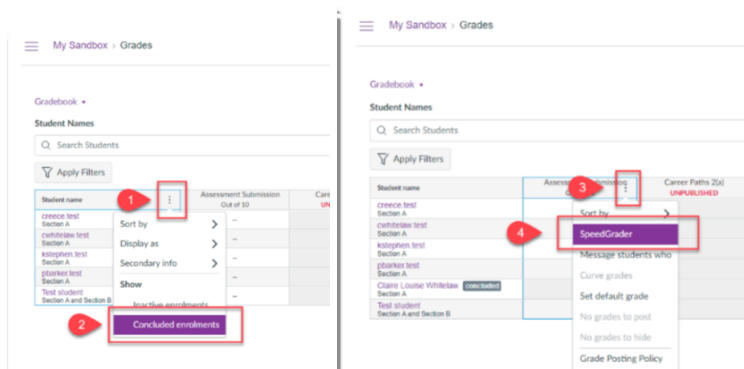 My Sandbox > Grades
Gradebook
Student Names
Search Students
Apply Filters
Student name
1
Assessment Submission
Out of 10
Care
UN
creece test
Section A
cwhitelaw test
Section A
kstephen test
Section A
pbarker test
Section A
Test student
Section A and Section B
Sort by
Display as
Secondary info
Show
Inactive enrolments
2
Concluded enrolments
My Sandbox > Grades
Gradebook
Student Names
Search Students
Apply Filters
Student name
Assessment Submission
3
Career Paths 2(a)
UNPUBLISHED
creece test
Section A
cwhitelaw test
Section A
kstephen test
Section A
pbarker test
Section A
Claire Louise Whitelaw concluded
Section A
Test student
Section A and Section B
Sort by
4
SpeedGrader
Message students who
Curve grades
Set default grade
No grades to post
No grades to hide
Grade Posting Policy